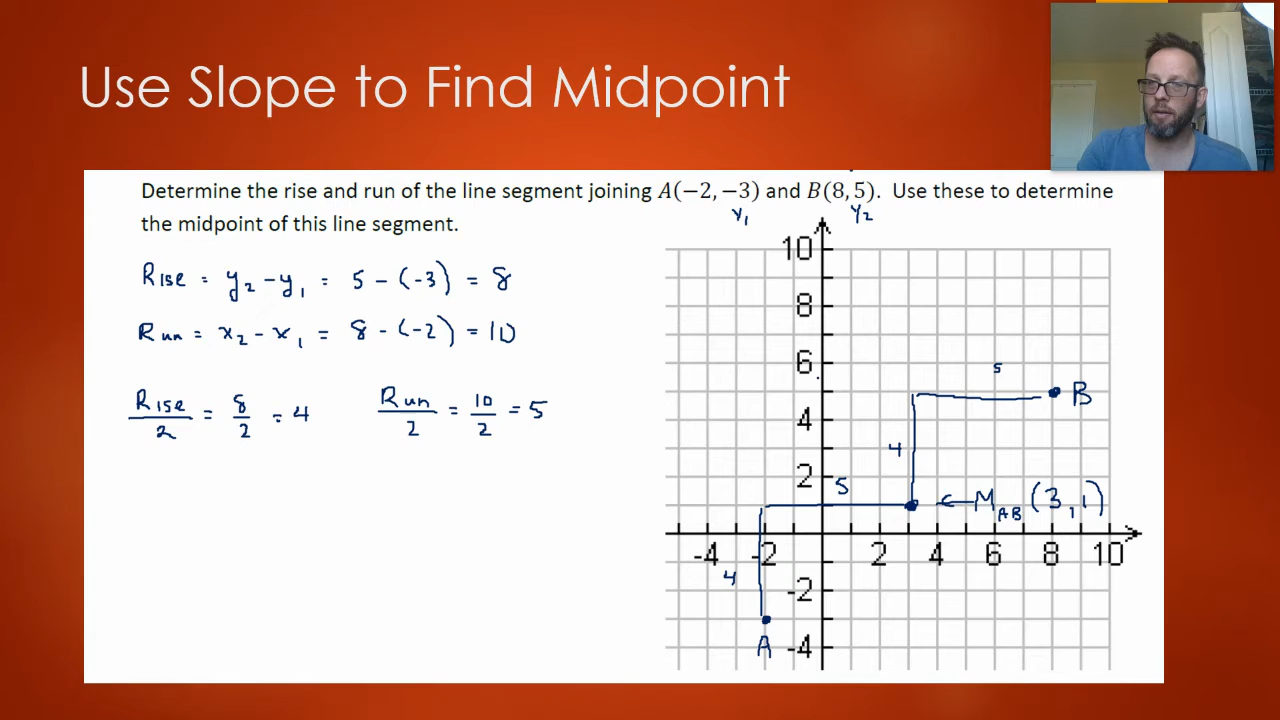 Use Slope to Find Midpoint
Determine the rise and run of the line segment joining A(−2, −3) and B(8, 5). Use these to determine
y₁ y₂
the midpoint of this line segment.
Rise = y₂ - y₁ = 5 - (-3) = 8
Run = x₂ - x₁ = 8 - (-2) = 10
Rise/2 = 8/2 = 4 Run/2 = 10/2 = 5
10
8
6
5
4
B
4
2
5
← M_AB (3,1)
-4 -2 2 4 6 8 10
4
-2
A
-4